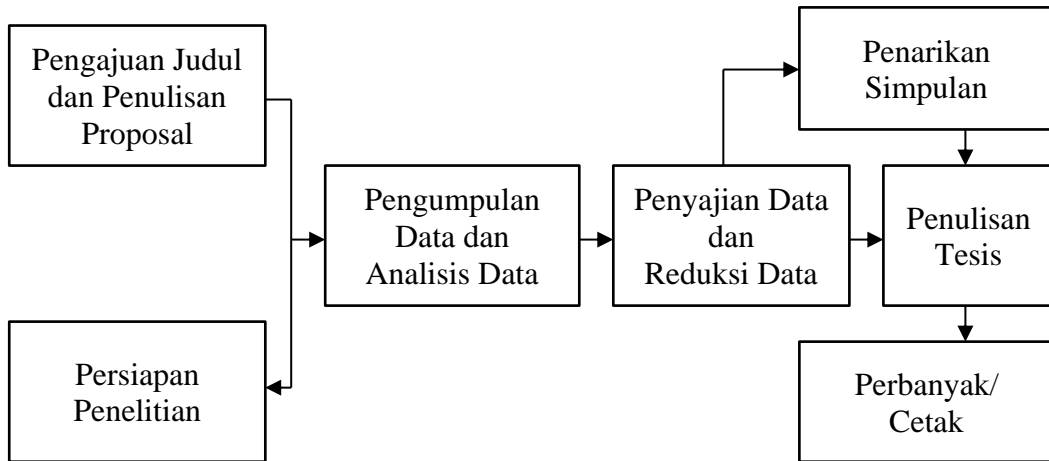 Pengajuan Judul
dan Penulisan
Proposal
Persiapan
Penelitian
Pengumpulan
Data dan
Analisis Data
Penyajian Data
dan
Reduksi Data
Penarikan
Simpulan
Penulisan
Tesis
Perbanyak/
Cetak